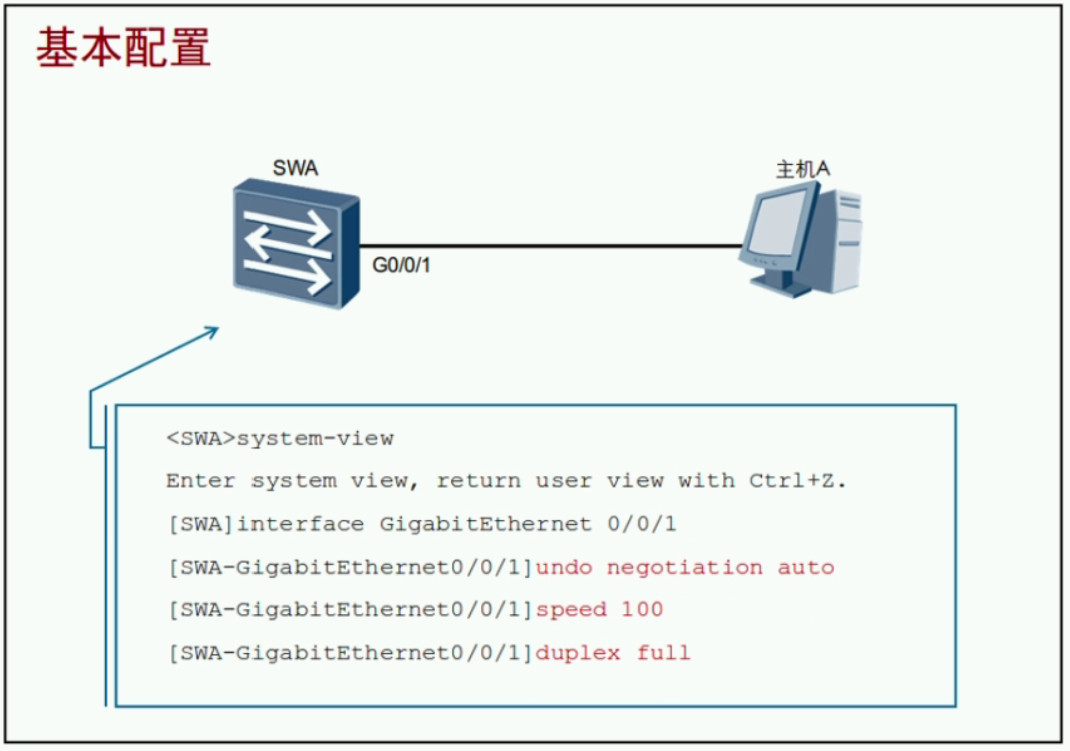 基本配置
SWA
主机A
G0/0/1
<SWA>system-view
Enter system view, return user view with Ctrl+Z.
[SWA]interface GigabitEthernet 0/0/1
[SWA-GigabitEthernet0/0/1]undo negotiation auto
[SWA-GigabitEthernet0/0/1]speed 100
[SWA-GigabitEthernet0/0/1]duplex full